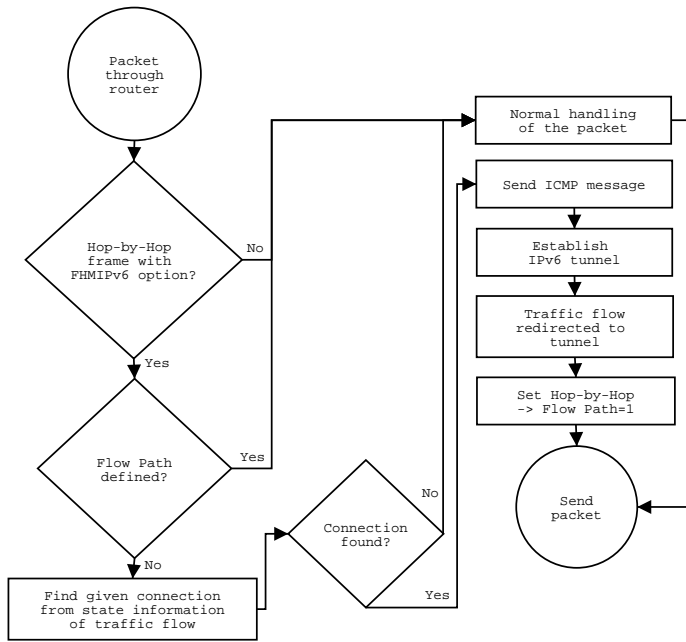 Packet
through
router
Hop-by-Hop
frame with
FHMIPv6 option?
No
Yes
Flow Path
defined?
Yes
No
Find given connection
from state information
of traffic flow
Connection
found?
No
Yes
Normal handling
of the packet
Send ICMP message
Establish
IPv6 tunnel
Traffic flow
redirected to
tunnel
Set Hop-by-Hop
-> Flow Path=1
Send
packet